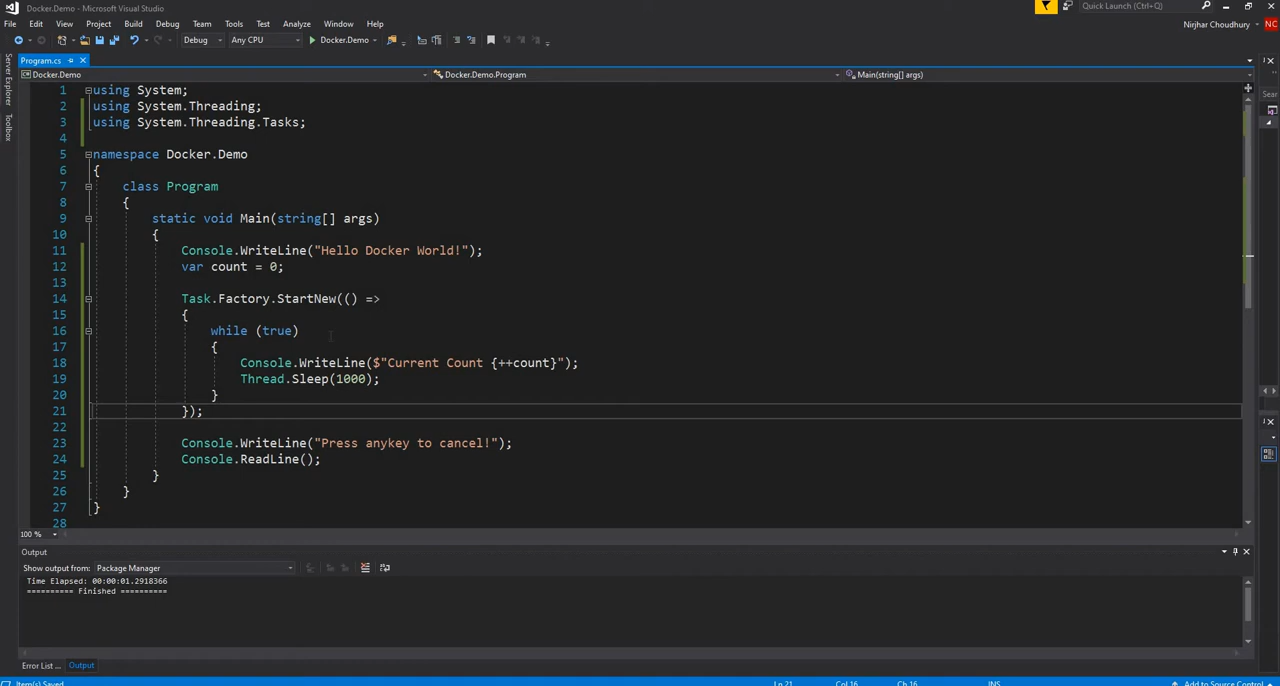 Docker.Demo - Microsoft Visual Studio
Quick Launch (Ctrl+Q)
File Edit View Project Build Debug Team Tools Test Analyze Window Help
Nirjhar Choudhury NC
Debug Any CPU Docker.Demo
Server Explorer
Toolbox
Program.cs
Docker.Demo Docker.Demo.Program Main(string[] args)
Sear
1 using System;
2 using System.Threading;
3 using System.Threading.Tasks;
4
5 namespace Docker.Demo
6 {
7 class Program
8 {
9 static void Main(string[] args)
10 {
11 Console.WriteLine("Hello Docker World!");
12 var count = 0;
13
14 Task.Factory.StartNew(() =>
15 {
16 while (true)
17 {
18 Console.WriteLine($"Current Count {++count}");
19 Thread.Sleep(1000);
20 }
21 });
22
23 Console.WriteLine("Press anykey to cancel!");
24 Console.ReadLine();
25 }
26 }
27 }
28
100 %
Output
Show output from: Package Manager
Time Elapsed: 00:00:01.2918366
========== Finished ==========
Error List ... Output
Item(s) Saved Ln 21 Col 16 Ch 16 INS Add to Source Control